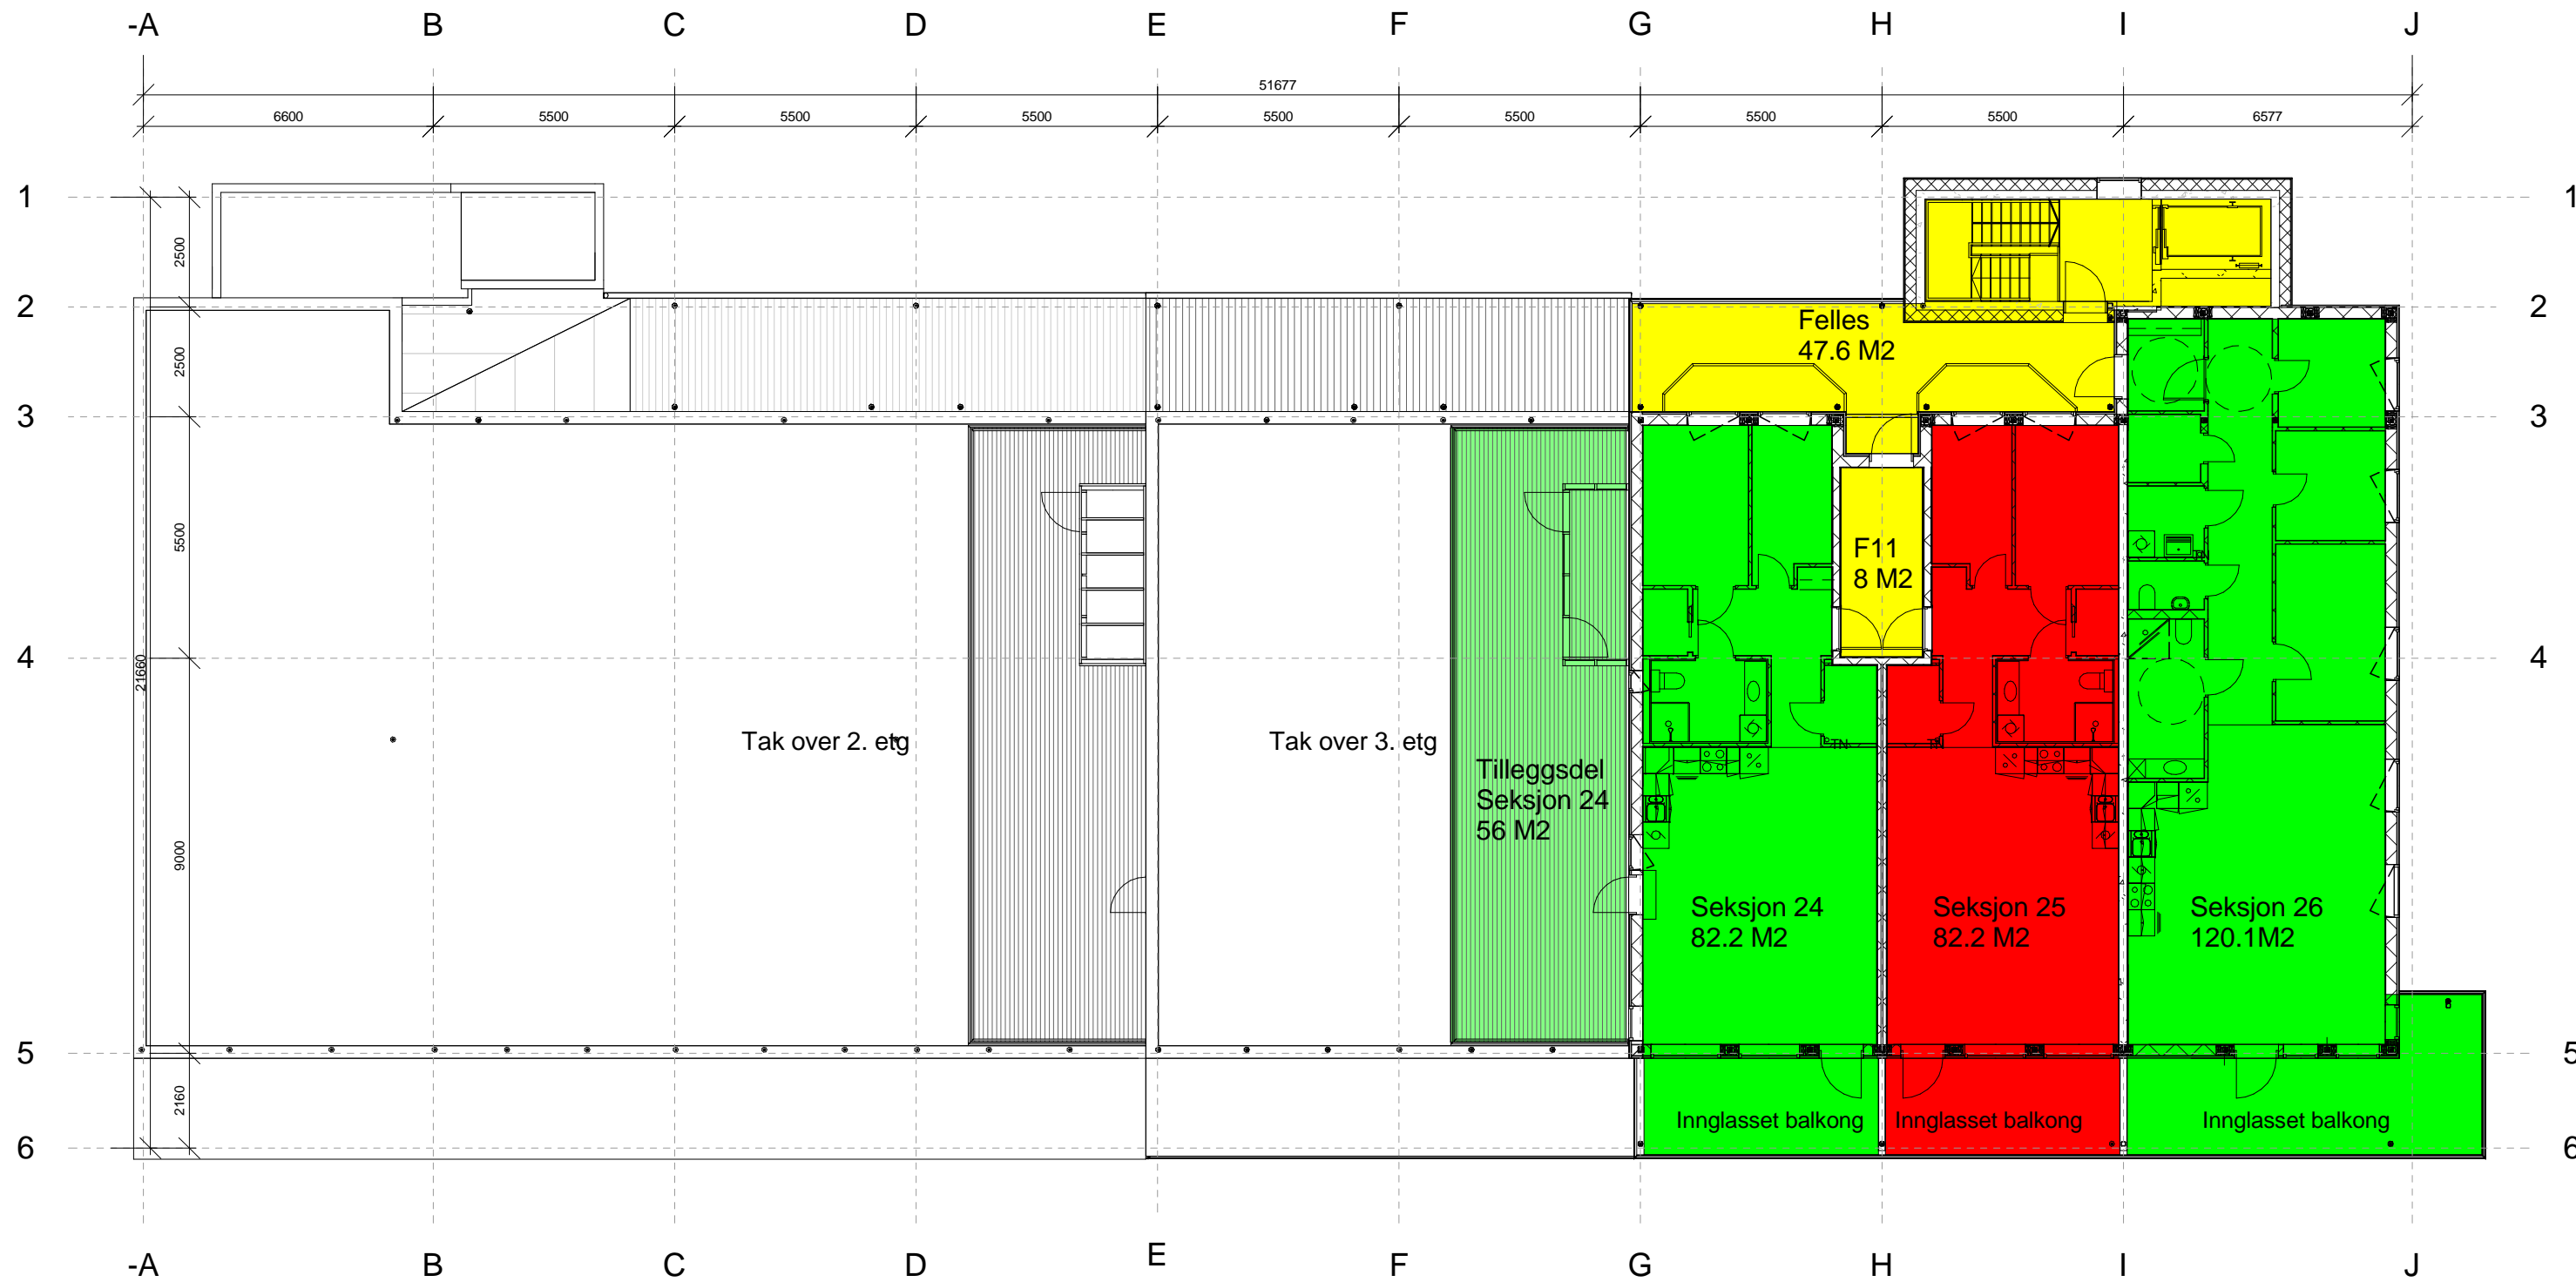 -A B C D E F G H I J
51677
6600 5500 5500 5500 5500 5500 5500 5500 6577
1 1
2500
2 2
Felles
47.6 M2
2500
3 3
5500
F11
8 M2
4 4
21660
Tak over 2. etg
Tak over 3. etg
Tilleggsdel
Seksjon 24
56 M2
TN TN
9000
Seksjon 24
82.2 M2
Seksjon 25
82.2 M2
Seksjon 26
120.1M2
5 5
2160
Innglasset balkong Innglasset balkong Innglasset balkong
6 6
-A B C D E F G H I J